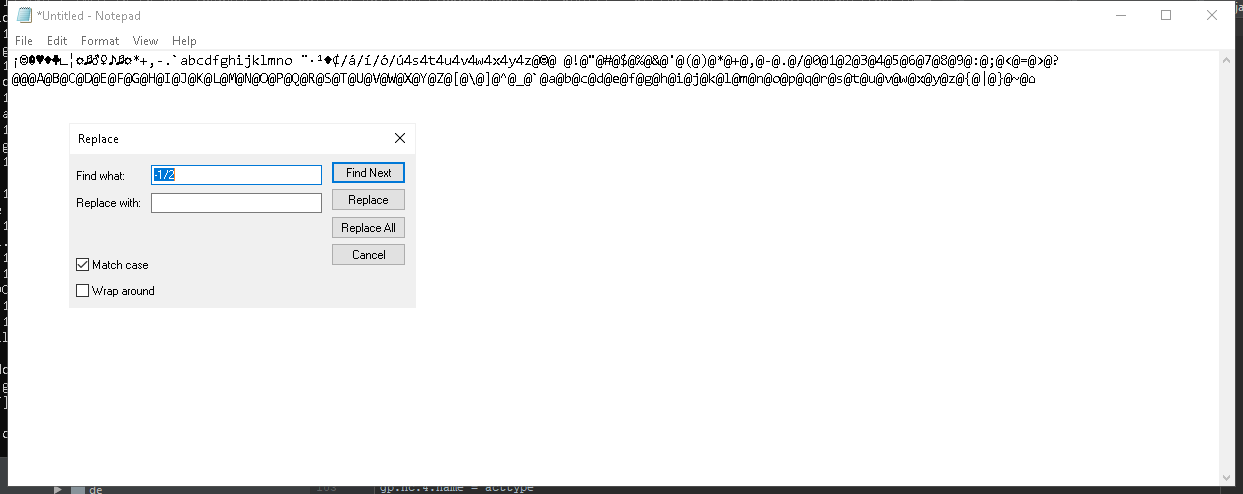 *Untitled - Notepad
File Edit Format View Help
*+,-.`abcdfghijklmno ¨·¹♦¢/á/í/ó/ú4s4t4u4v4w4x4y4z@☺@ @!@"@#@$@%@&@'@(@)@*@+@,@-@.@/@0@1@2@3@4@5@6@7@8@9@:@;@<@=@>@?
@@@A@B@C@D@E@F@G@H@I@J@K@L@M@N@O@P@Q@R@S@T@U@V@W@X@Y@Z@[@\@]@^@_@`@a@b@c@d@e@f@g@h@i@j@k@l@m@n@o@p@q@r@s@t@u@v@w@x@y@z@{@|@}@~@⌂
Replace
Find what: -1/2
Find Next
Replace with:
Replace
Replace All
Cancel
Match case
Wrap around
de
gp.nc.4.name = acttype